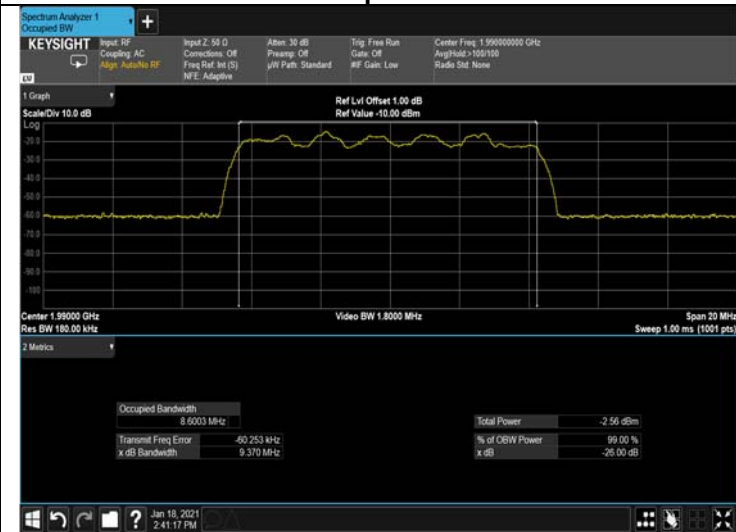 Spectrum Analyzer 1
Occupied BW
+
KEYSIGHT
Input: RF
Coupling: AC
Align: Auto/No RF
Input Z: 50 Ω
Corrections: Off
Freq Ref: Int (S)
NFE: Adaptive
Atten: 30 dB
Preamp: Off
µW Path: Standard
Trig: Free Run
Gate: Off
#IF Gain: Low
Center Freq: 1.990000000 GHz
Avg|Hold:>100/100
Radio Std: None
1 Graph
Scale/Div 10.0 dB
Ref Lvl Offset 1.00 dB
Ref Value -10.00 dBm
Log
-20.0
-30.0
-40.0
-50.0
-60.0
-70.0
-80.0
-90.0
-100
Center 1.99000 GHz
Res BW 180.00 kHz
Video BW 1.8000 MHz
Span 20 MHz
Sweep 1.00 ms (1001 pts)
2 Metrics
Occupied Bandwidth
8.6003 MHz
Transmit Freq Error -60.253 kHz
x dB Bandwidth 9.370 MHz
Total Power -2.56 dBm
% of OBW Power 99.00 %
x dB -26.00 dB
?
Jan 18, 2021
2:41:17 PM